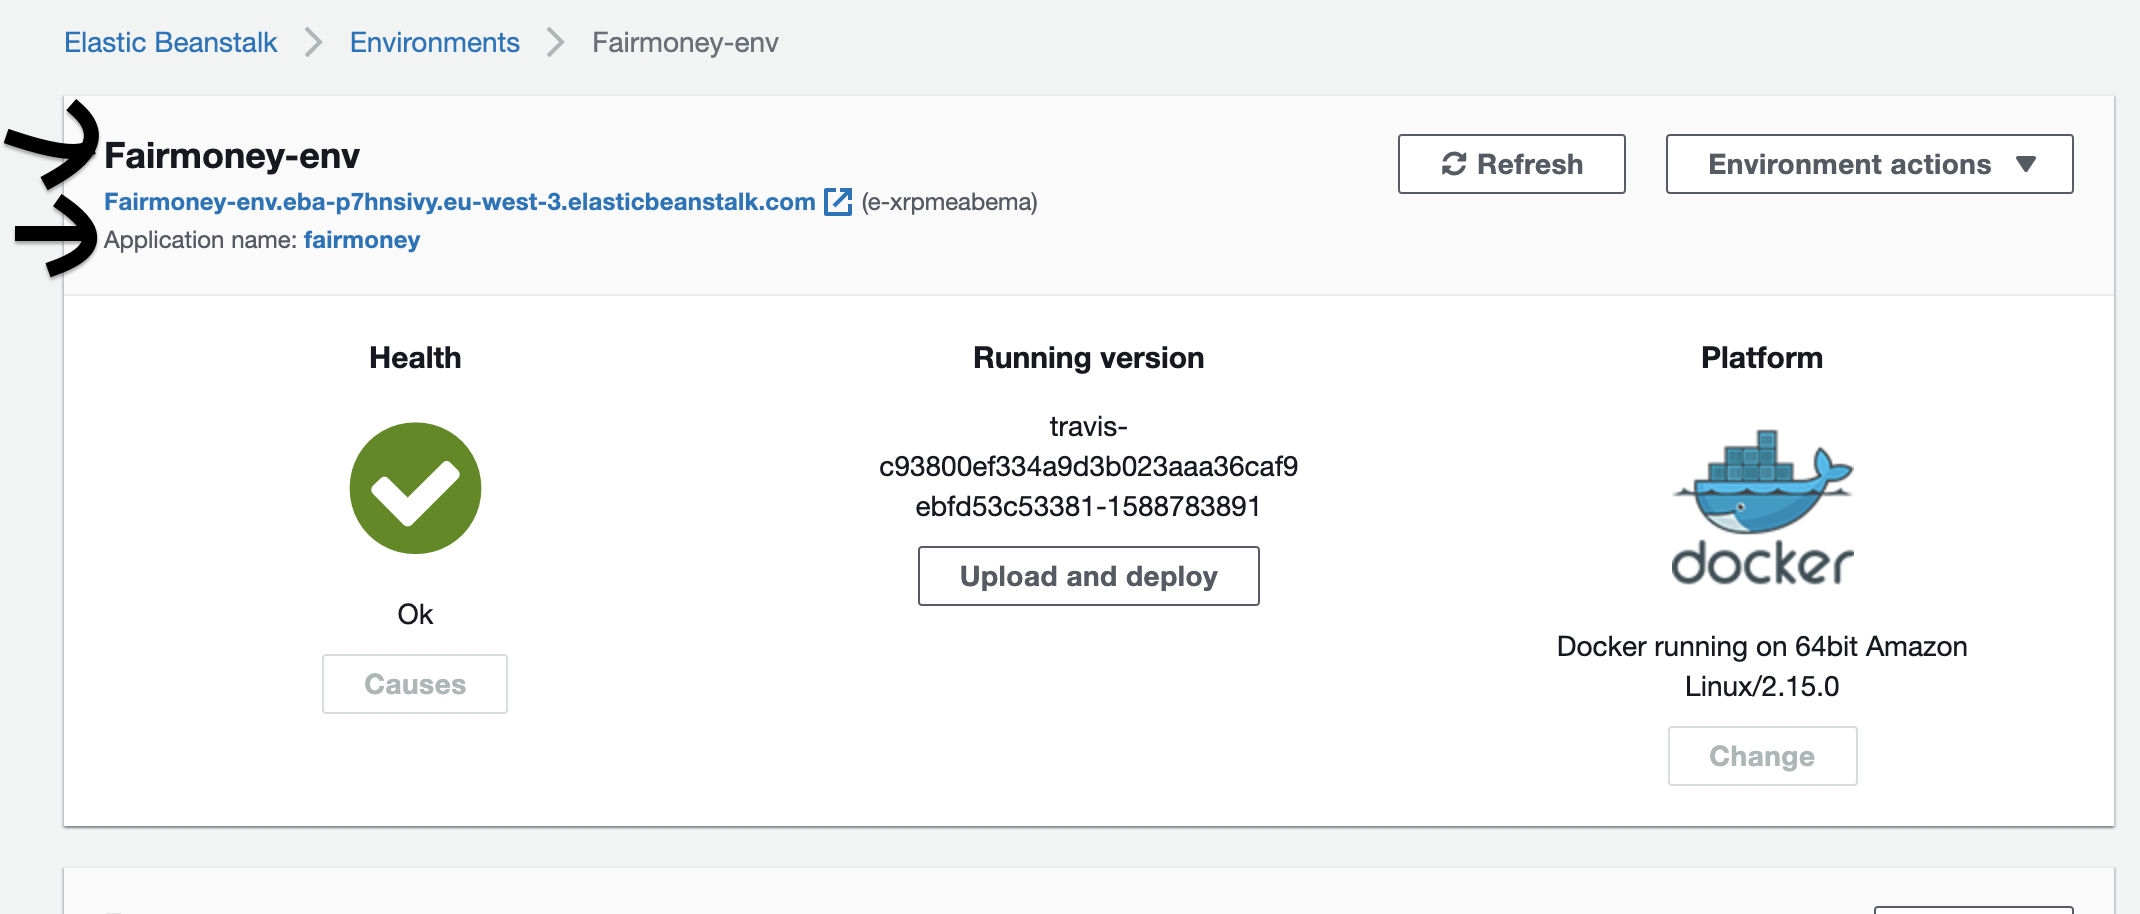 Elastic Beanstalk > Environments > Fairmoney-env
Fairmoney-env
Refresh
Environment actions
Fairmoney-env.eba-p7hnsivy.eu-west-3.elasticbeanstalk.com (e-xrpmeabema)
Application name: fairmoney
Health
Ok
Causes
Running version
travis-
c93800ef334a9d3b023aaa36caf9
ebfd53c53381-1588783891
Upload and deploy
Platform
docker
Docker running on 64bit Amazon
Linux/2.15.0
Change